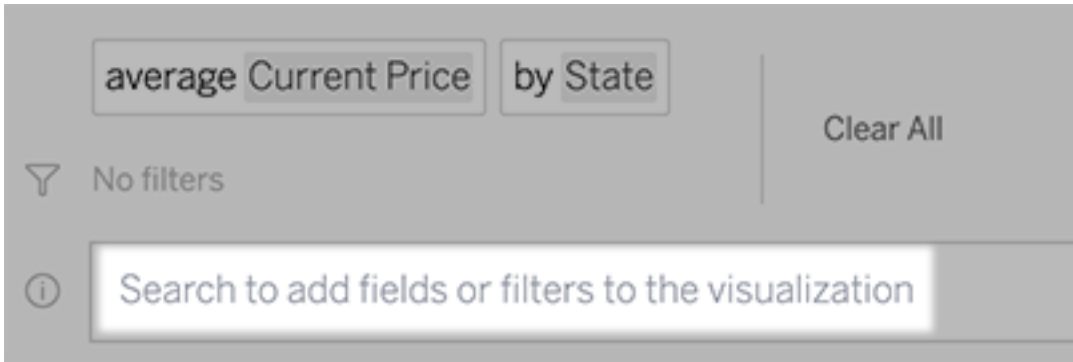 average Current Price by State
Clear All
No filters
Search to add fields or filters to the visualization